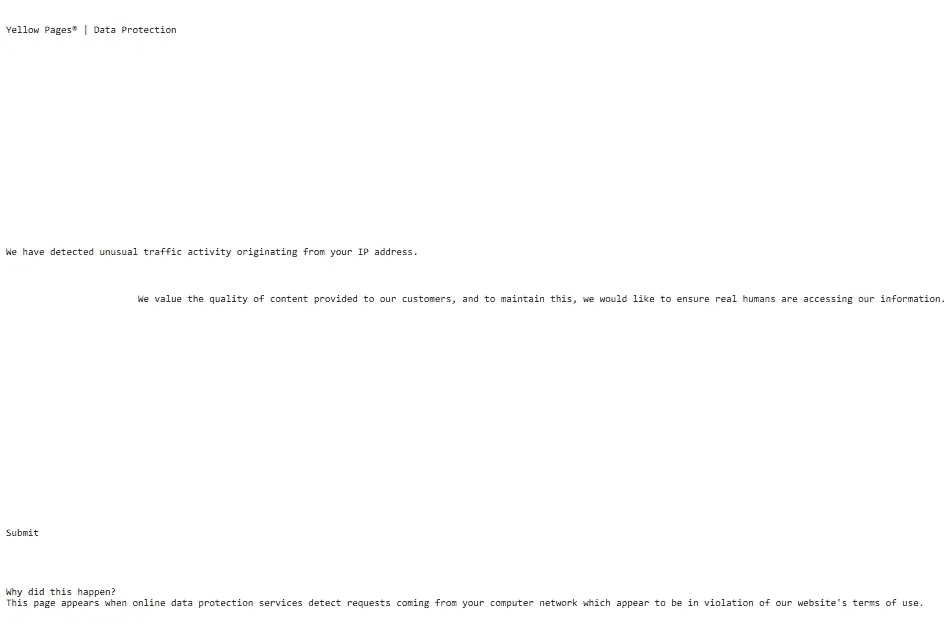 Yellow Pages® | Data Protection
We have detected unusual traffic activity originating from your IP address.
We value the quality of content provided to our customers, and to maintain this, we would like to ensure real humans are accessing our information.
Submit
Why did this happen?
This page appears when online data protection services detect requests coming from your computer network which appear to be in violation of our website's terms of use.